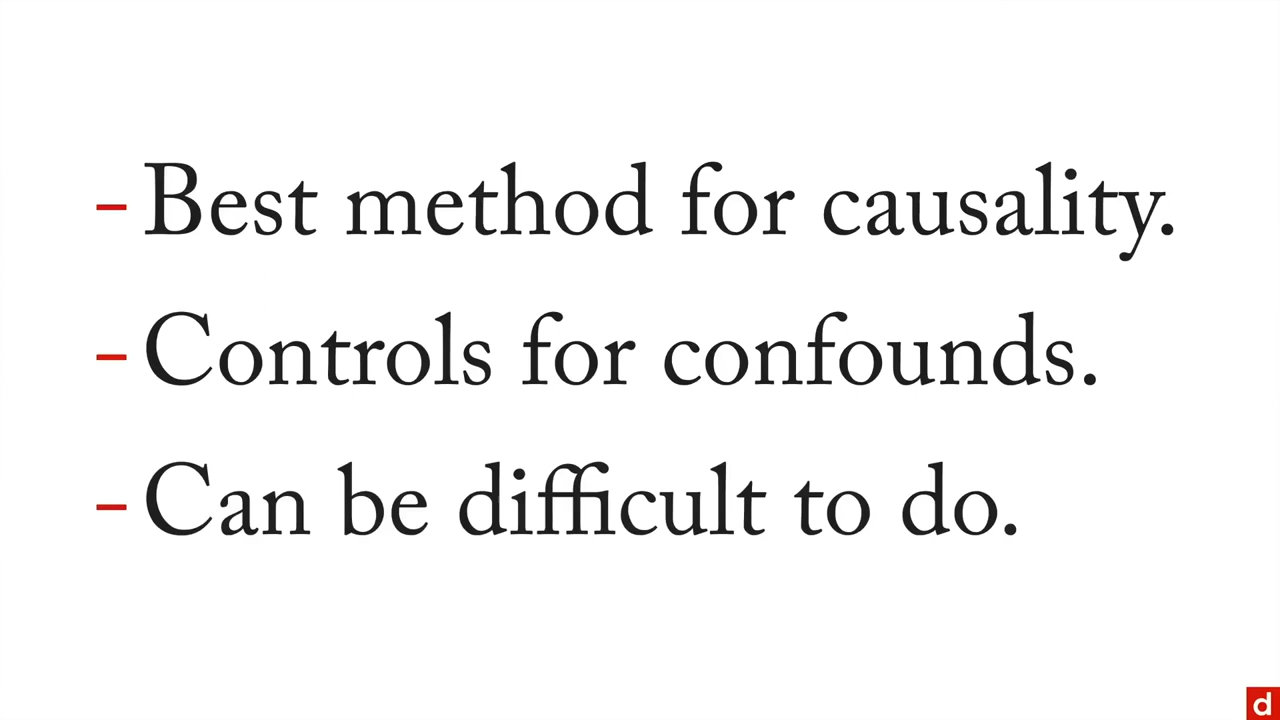 – Best method for causality.
– Controls for confounds.
– Can be difficult to do.
d